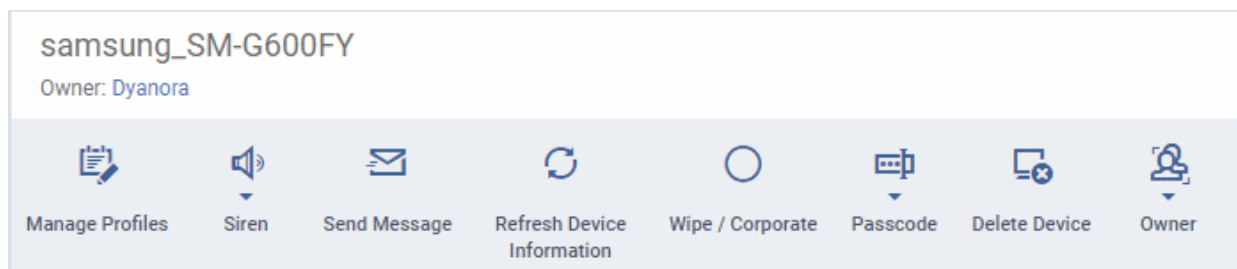 samsung_SM-G600FY
Owner: Dyanora
Manage Profiles
Siren
Send Message
Refresh Device
Information
Wipe / Corporate
Passcode
Delete Device
Owner